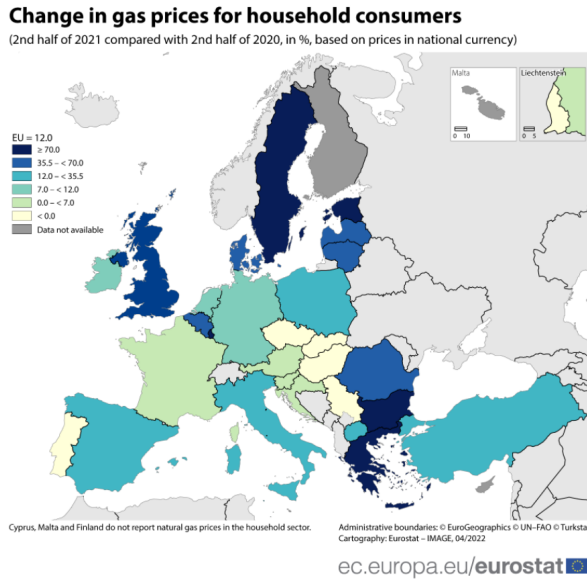 Change in gas prices for household consumers
(2nd half of 2021 compared with 2nd half of 2020, in %, based on prices in national currency)
Malta
0 10
Liechtenstein
0 5
EU = 12.0
≥ 70.0
35.5 – < 70.0
12.0 – < 35.5
7.0 – < 12.0
0.0 – < 7.0
< 0.0
Data not available
Cyprus, Malta and Finland do not report natural gas prices in the household sector.
Administrative boundaries: © EuroGeographics © UN–FAO © Turksta
Cartography: Eurostat – IMAGE, 04/2022
ec.europa.eu/eurostat